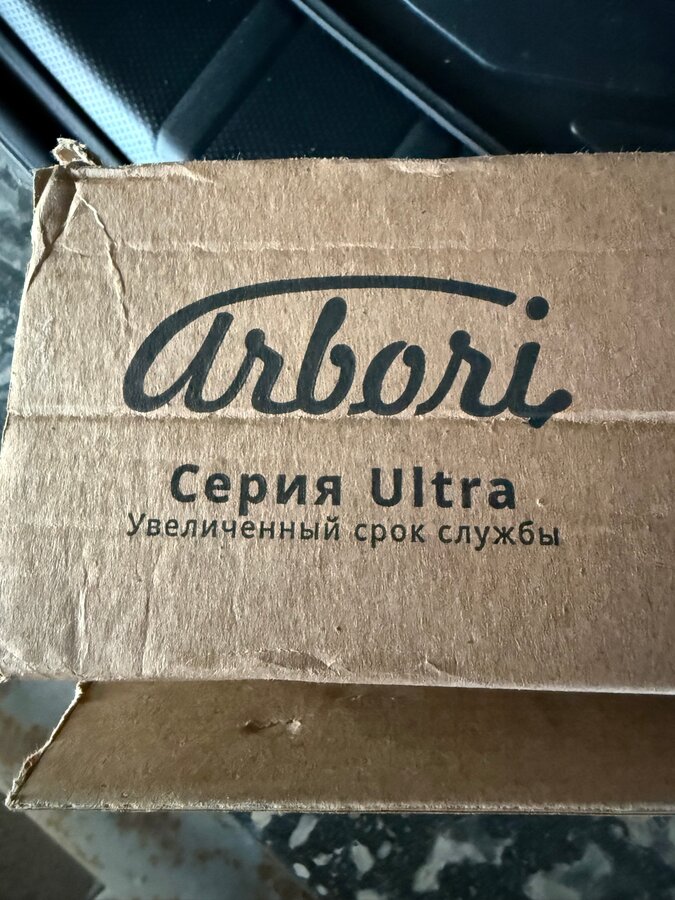 arbori
Серия Ultra
Увеличенный срок службы